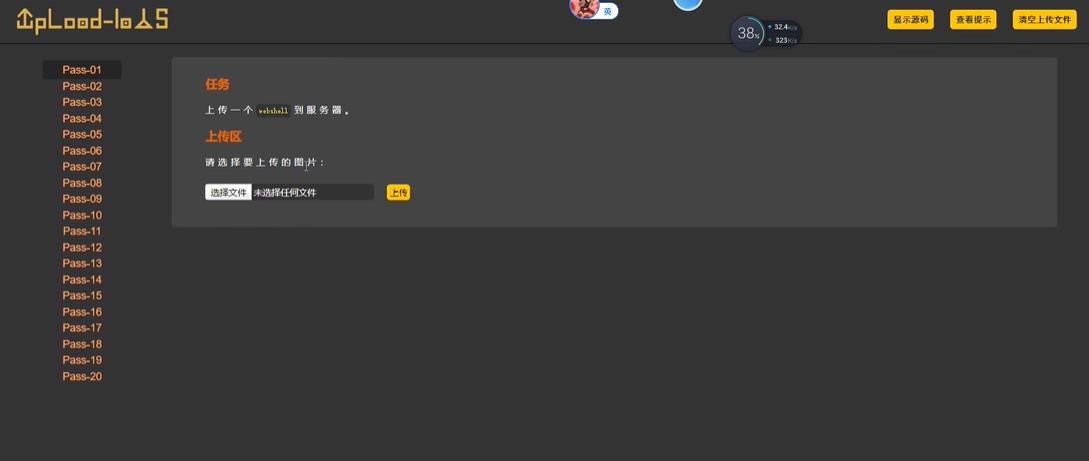 UpLoad-labs
英
38%
32.4K/s
323K/s
显示源码
查看提示
清空上传文件
Pass-01
Pass-02
Pass-03
Pass-04
Pass-05
Pass-06
Pass-07
Pass-08
Pass-09
Pass-10
Pass-11
Pass-12
Pass-13
Pass-14
Pass-15
Pass-16
Pass-17
Pass-18
Pass-19
Pass-20
任务
上传一个 webshell 到服务器。
上传区
请选择要上传的图片：
选择文件 未选择任何文件
上传